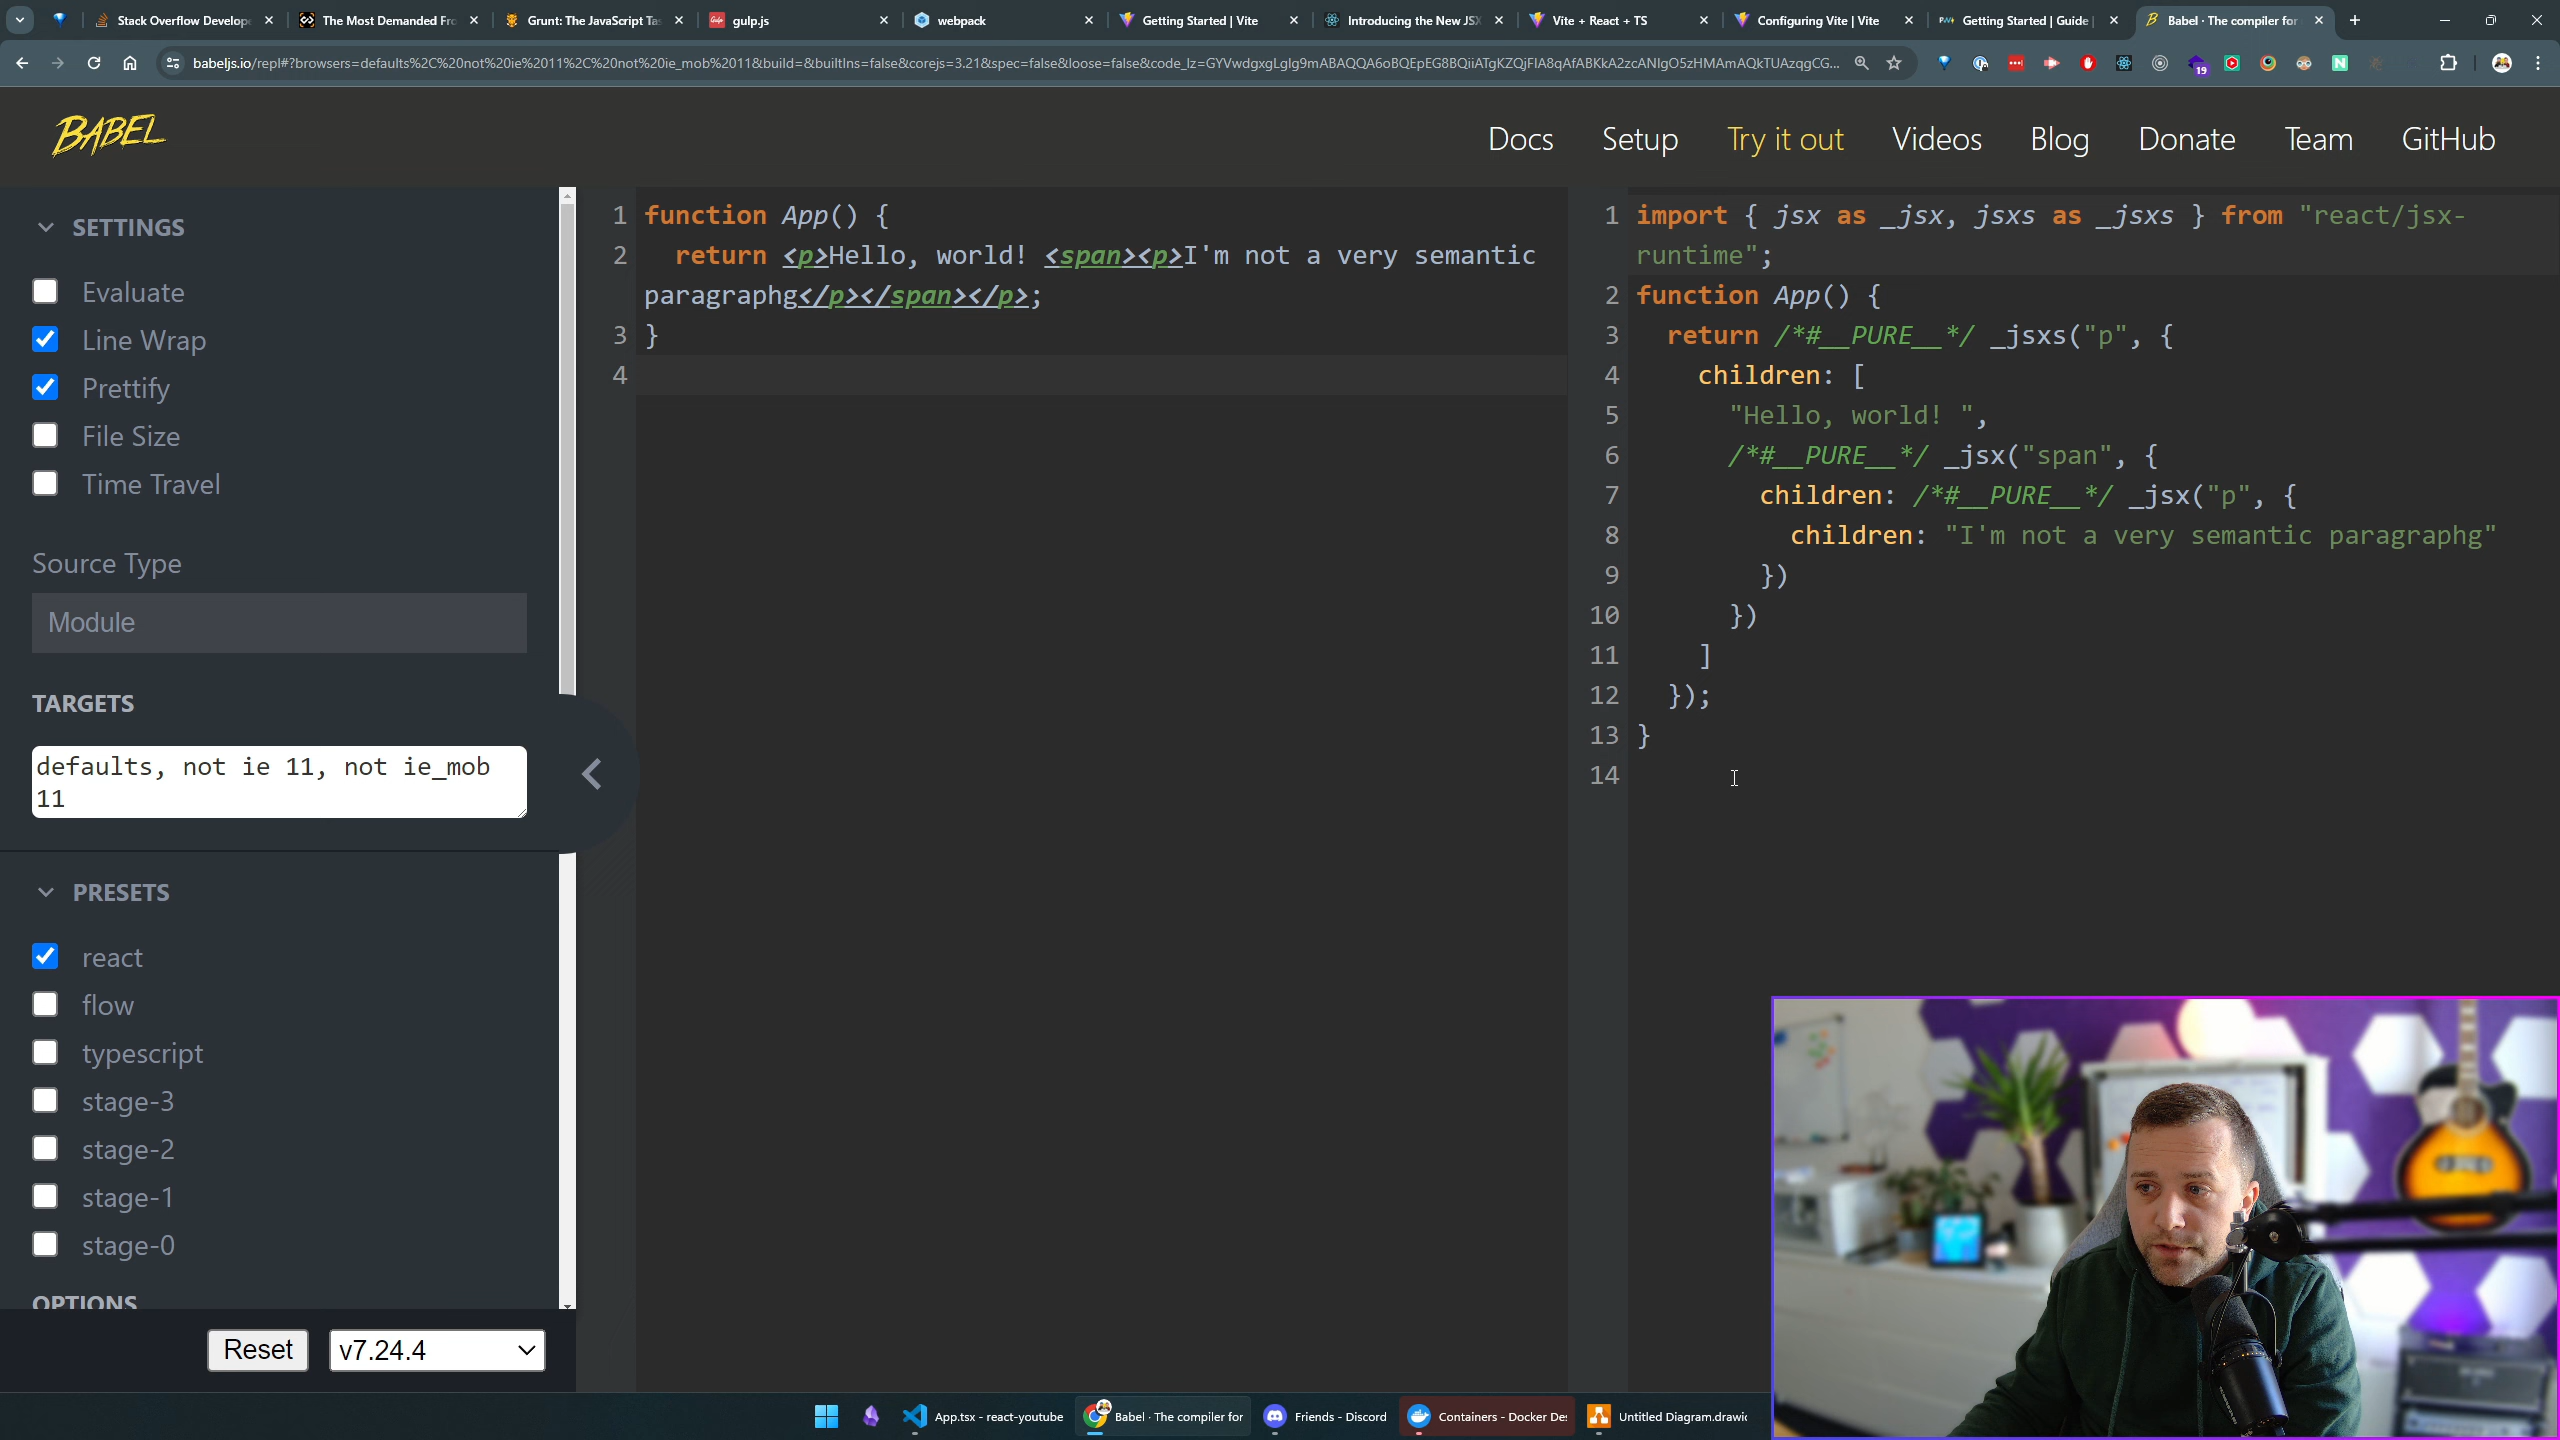 Stack Overflow Develope
The Most Demanded Fro
Grunt: The JavaScript Tas
gulp.js
webpack
Getting Started | Vite
Introducing the New JSX
Vite + React + TS
Configuring Vite | Vite
Getting Started | Guide |
Babel · The compiler for
babeljs.io/repl#?browsers=defaults%2C%20not%20ie%2011%2C%20not%20ie_mob%2011&build=&builtIns=false&corejs=3.21&spec=false&loose=false&code_lz=GYVwdgxgLglg9mABAQQA6oBQEpEG8BQiiATgKZQjFIA8qAfABKkA2zcANIgO5zHMAmAQkTUAzqgCG...
19
BABEL
Docs
Setup
Try it out
Videos
Blog
Donate
Team
GitHub
SETTINGS
Evaluate
Line Wrap
Prettify
File Size
Time Travel
Source Type
Module
TARGETS
defaults, not ie 11, not ie_mob
11
PRESETS
react
flow
typescript
stage-3
stage-2
stage-1
stage-0
OPTIONS
Reset
v7.24.4
1 function App() {
2 return <p>Hello, world! <span><p>I'm not a very semantic
paragraphg</p></span></p>;
3 }
4
1 import { jsx as _jsx, jsxs as _jsxs } from "react/jsx-
runtime";
2 function App() {
3 return /*#__PURE__*/ _jsxs("p", {
4 children: [
5 "Hello, world! ",
6 /*#__PURE__*/ _jsx("span", {
7 children: /*#__PURE__*/ _jsx("p", {
8 children: "I'm not a very semantic paragraphg"
9 })
10 })
11 ]
12 });
13 }
14
App.tsx - react-youtube
Babel · The compiler for
Friends - Discord
Containers - Docker Des
Untitled Diagram.drawio